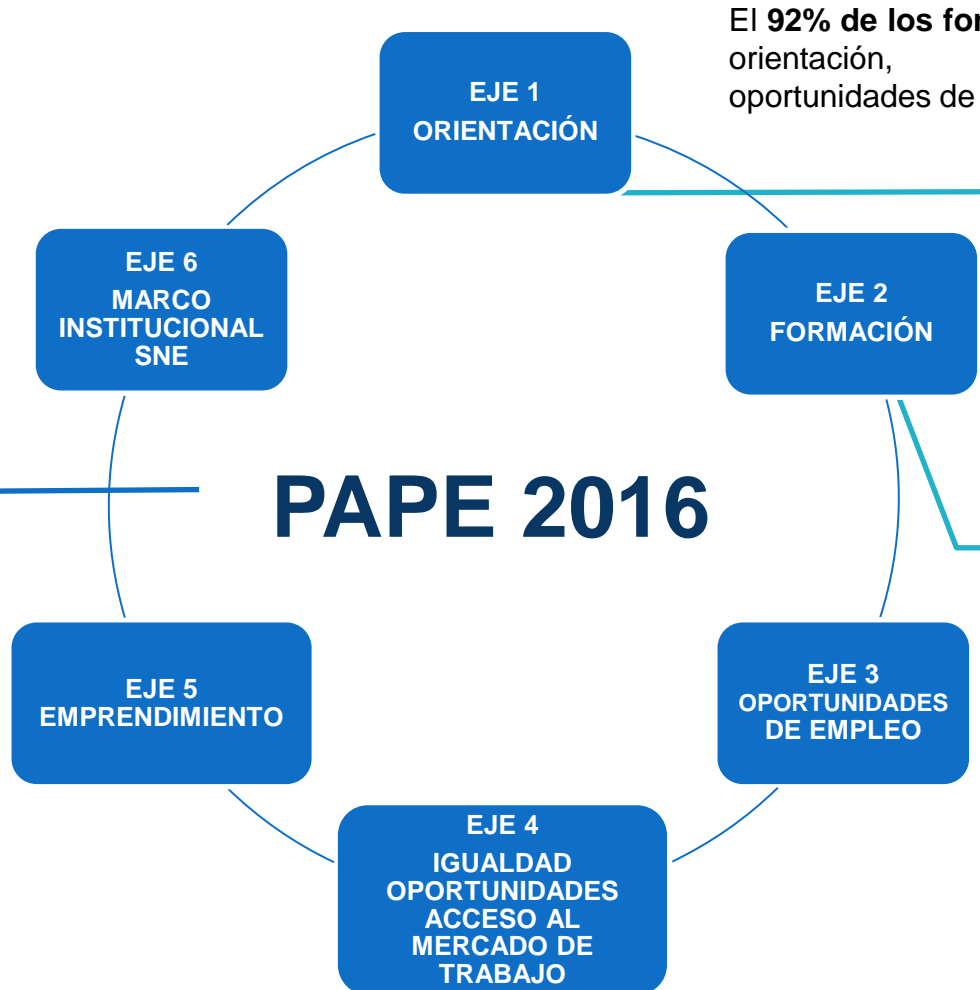 El 92% de los
orientación,
oportunidades de
EJE 1
ORIENTACIÓN
EJE 6
MARCO
INSTITUCIONAL
SNE
EJE 2
FORMACIÓN
PAPE 2016
EJE 5
EMPRENDIMIENTO
EJE 3
OPORTUNIDADES
DE EMPLEO
EJE 4
IGUALDAD
OPORTUNIDADES
ACCESO AL
MERCADO DE
TRABAJO